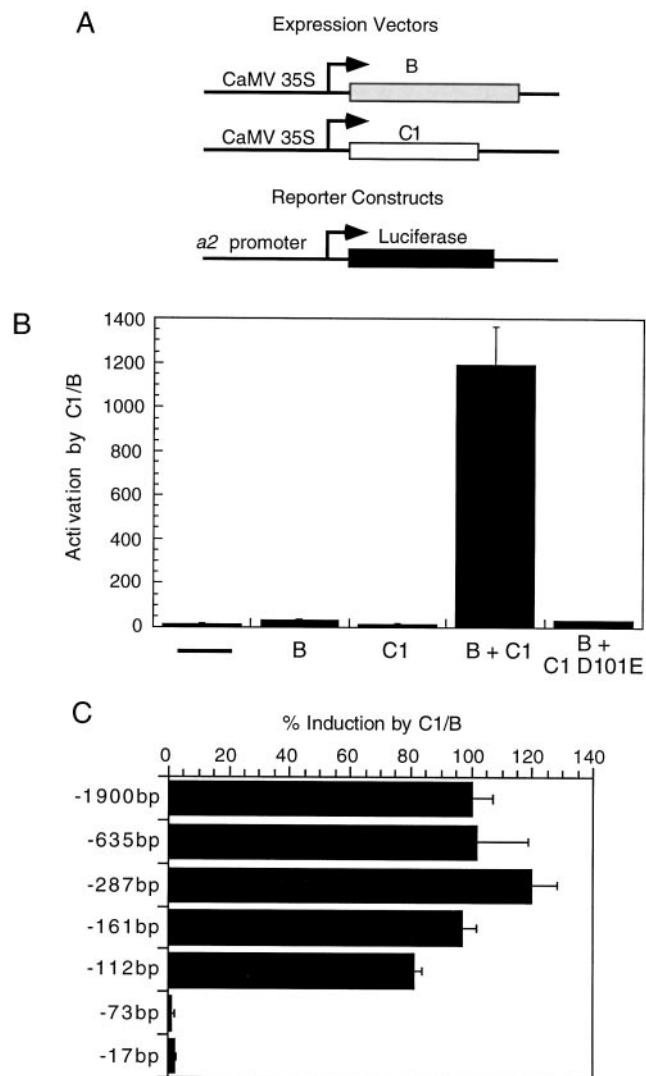 A
Expression Vectors
CaMV 35S
B
CaMV 35S
C1
Reporter Constructs
a2 promoter
Luciferase
B
Activation by C1/B
1400
1200
1000
800
600
400
200
0
B
C1
B + C1
B +
C1 D101E
C
% Induction by C1/B
0 20 40 60 80 100 120 140
-1900bp
-635bp
-287bp
-161bp
-112bp
-73bp
-17bp